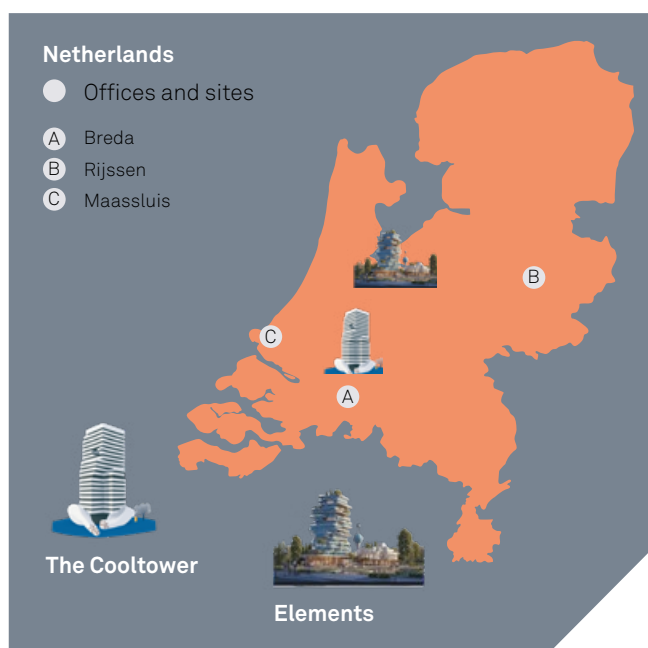 Netherlands
Offices and sites
A Breda
B Rijssen
C Maassluis
B
C
A
The Cooltower
Elements